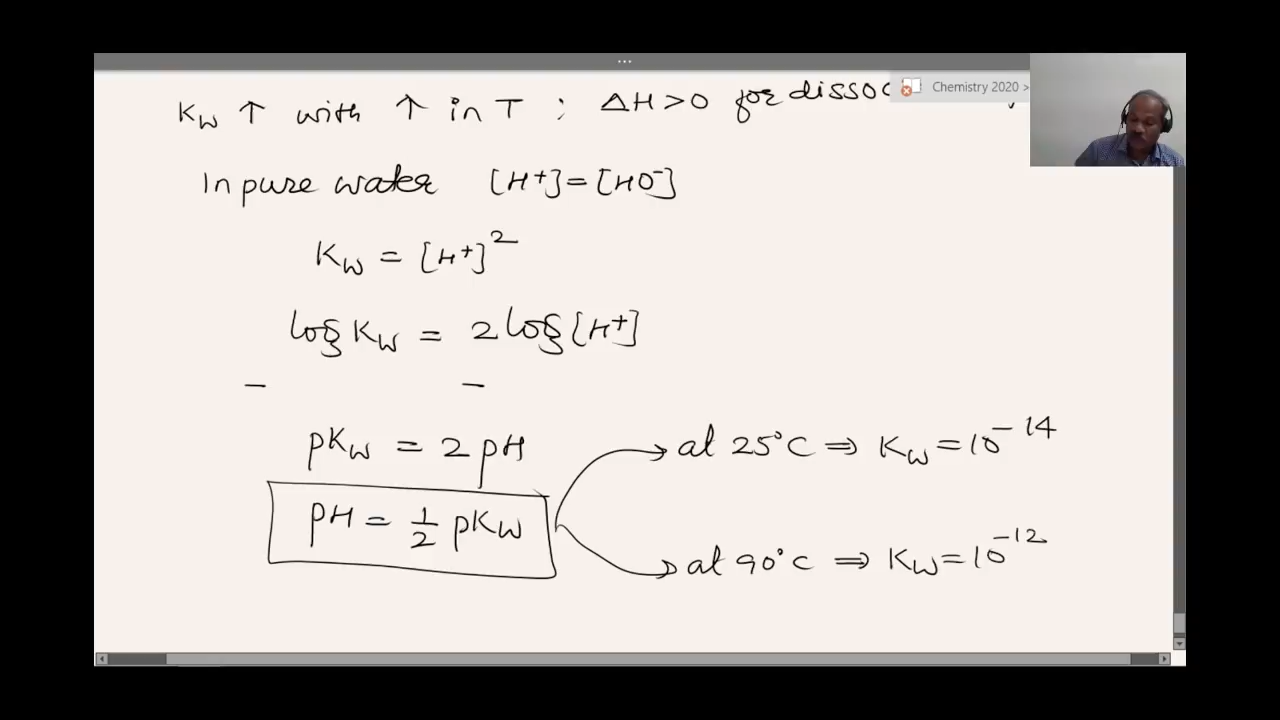 Chemistry 2020 >
Kw ↑ with ↑ in T ; ΔH > 0 for
In pure water [H⁺] = [HO⁻]
Kw = [H⁺]²
log Kw = 2 log [H⁺]
– –
pKw = 2 pH
at 25°C ⇒ Kw = 10⁻¹⁴
pH = 1/2 pKw
at 90°C ⇒ Kw = 10⁻¹²